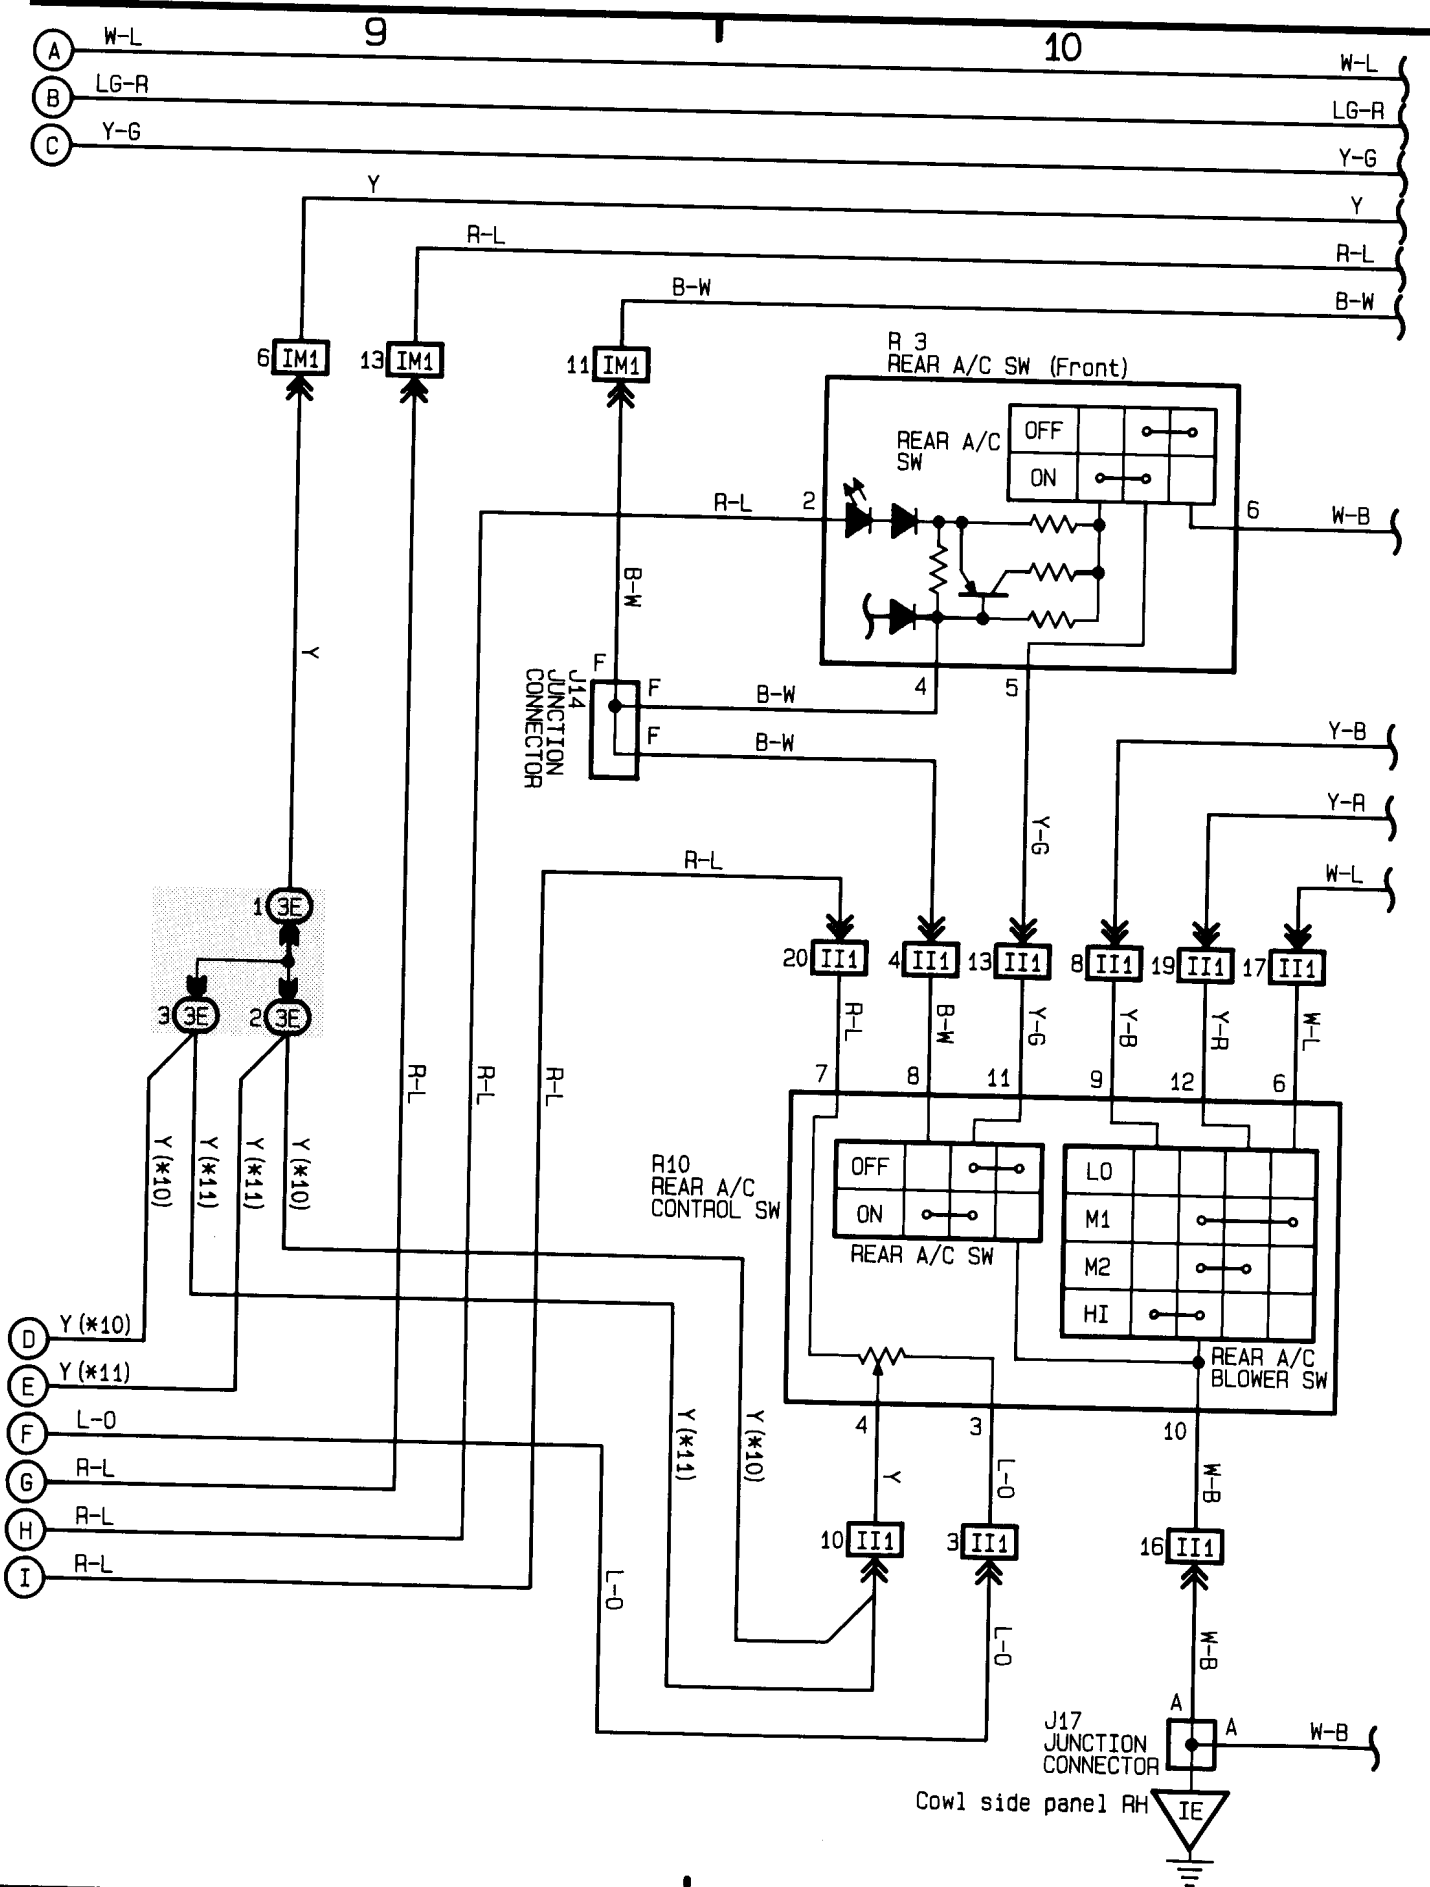 9
10
A W-L W-L
B LG-R LG-R
C Y-G Y-G
Y Y
R-L R-L
B-W B-W
6 IM1 13 IM1 11 IM1
R 3
REAR A/C SW (Front)
REAR A/C
SW
OFF
ON
R-L 2 6 W-B
B-W
Y
F
J14
JUNCTION
CONNECTOR
F B-W 4 5
F B-W
Y-B
Y-R
Y-G
R-L
W-L
1 3E
3 3E 2 3E
20 II1 4 II1 13 II1 8 II1 19 II1 17 II1
R-L B-W Y-G Y-B Y-R W-L
R-L R-L R-L
7 8 11 9 12 6
Y(*10) Y(*11) Y(*11) Y(*10)
R10
REAR A/C
CONTROL SW
OFF
ON
REAR A/C SW
LO
M1
M2
HI
REAR A/C
BLOWER SW
D Y(*10)
E Y(*11)
F L-O
G R-L
H R-L
I R-L
Y(*11) Y(*10)
4 3 10
Y L-O W-B
10 II1 3 II1 16 II1
L-O L-O W-B
A
J17
JUNCTION
CONNECTOR
A W-B
Cowl side panel RH IE